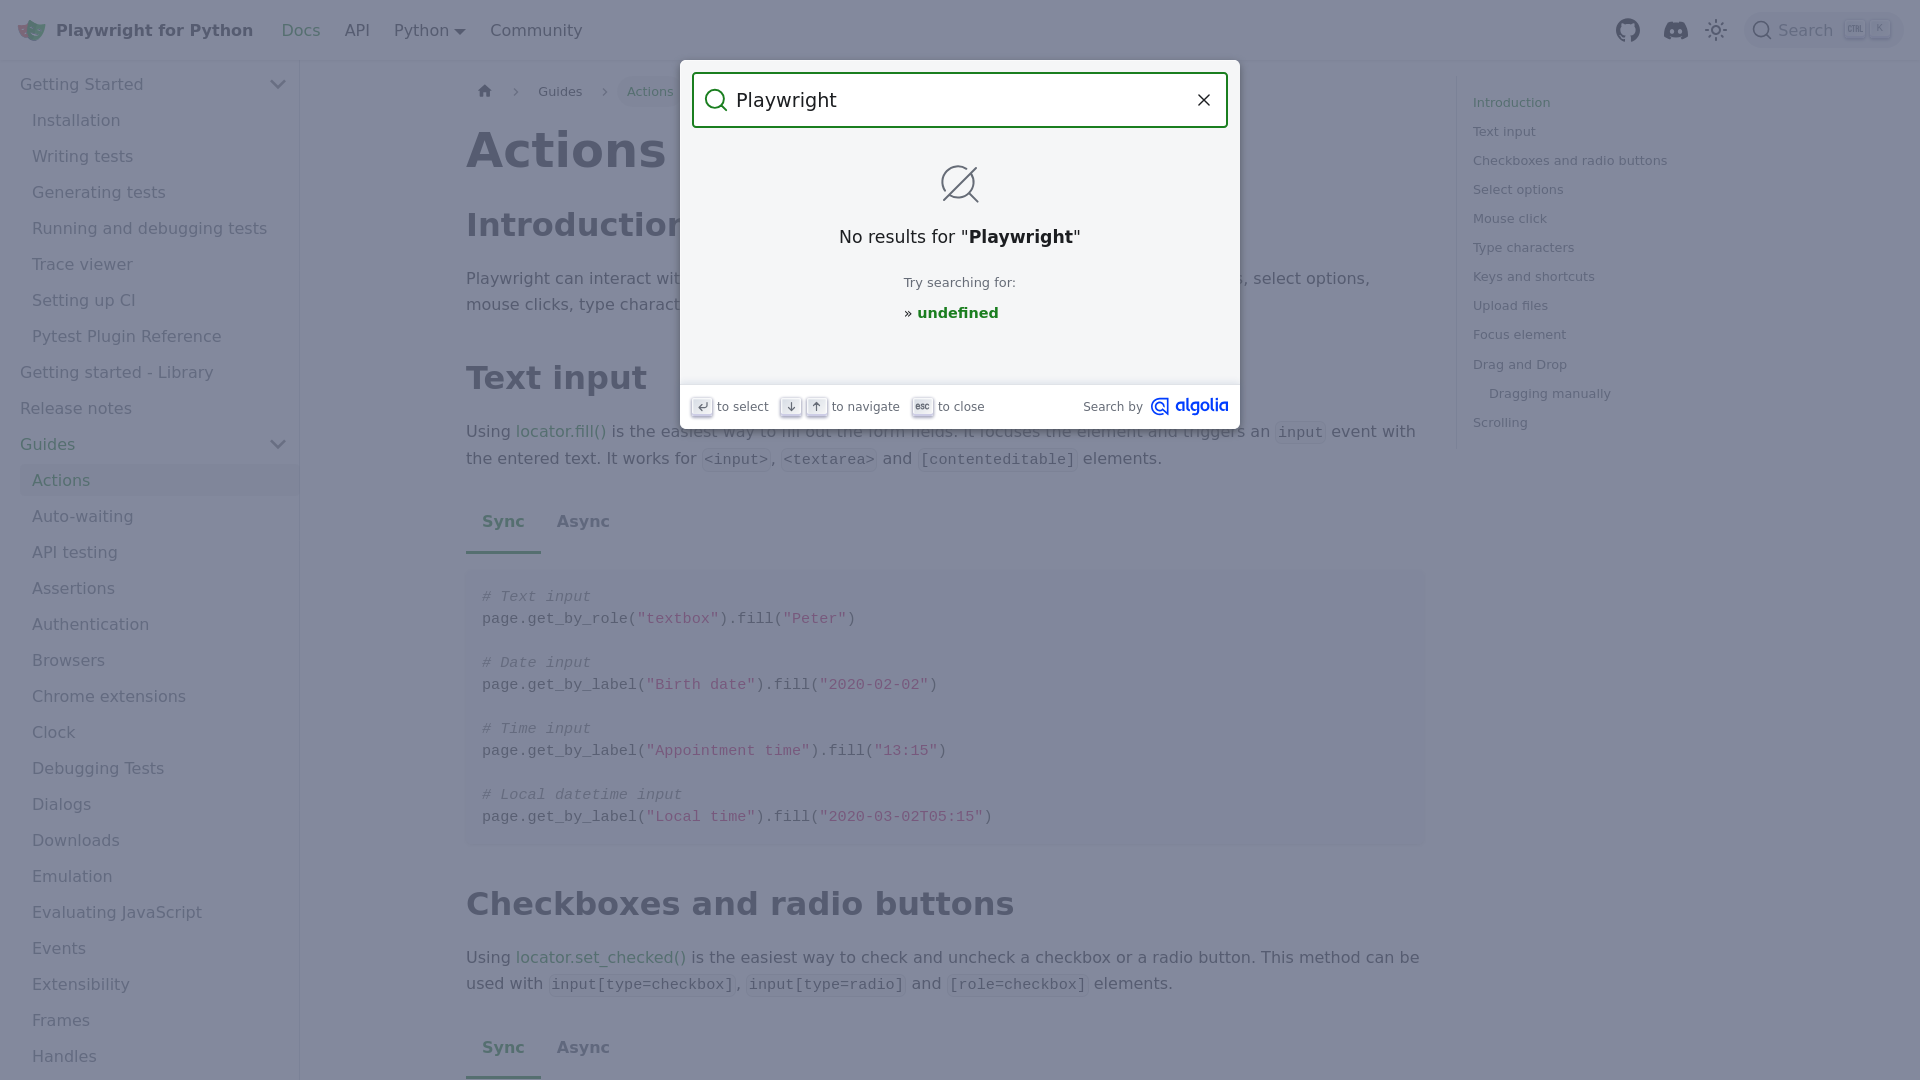 Playwright for Python
Docs
API
Python
Community
Search
CTRL
K
Getting Started
Installation
Writing tests
Generating tests
Running and debugging tests
Trace viewer
Setting up CI
Pytest Plugin Reference
Getting started - Library
Release notes
Guides
Actions
Auto-waiting
API testing
Assertions
Authentication
Browsers
Chrome extensions
Clock
Debugging Tests
Dialogs
Downloads
Emulation
Evaluating JavaScript
Events
Extensibility
Frames
Handles
Guides
Actions
Playwright
No results for "Playwright"
Try searching for:
» undefined
to select
to navigate
esc to close
Search by algolia
Actions
Introduction
Playwright can interact wit , select options,
mouse clicks, type charact
Text input
Using locator.fill() is the easiest way to fill out the form fields. It focuses the element and triggers an input event with
the entered text. It works for <input>, <textarea> and [contenteditable] elements.
Sync
Async
# Text input
page.get_by_role("textbox").fill("Peter")
# Date input
page.get_by_label("Birth date").fill("2020-02-02")
# Time input
page.get_by_label("Appointment time").fill("13:15")
# Local datetime input
page.get_by_label("Local time").fill("2020-03-02T05:15")
Checkboxes and radio buttons
Using locator.set_checked() is the easiest way to check and uncheck a checkbox or a radio button. This method can be
used with input[type=checkbox], input[type=radio] and [role=checkbox] elements.
Sync
Async
Introduction
Text input
Checkboxes and radio buttons
Select options
Mouse click
Type characters
Keys and shortcuts
Upload files
Focus element
Drag and Drop
Dragging manually
Scrolling